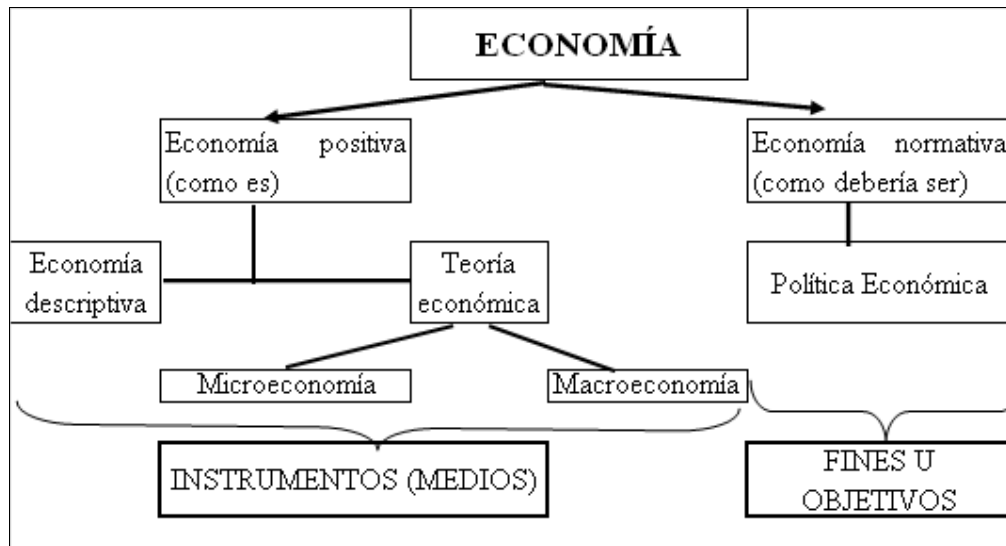 ECONOMÍA
Economía positiva
(como es)
Economía normativa
(como debería ser)
Economía
descriptiva
Teoría
económica
Política Económica
Microeconomía
Macroeconomía
INSTRUMENTOS (MEDIOS)
FINES U
OBJETIVOS